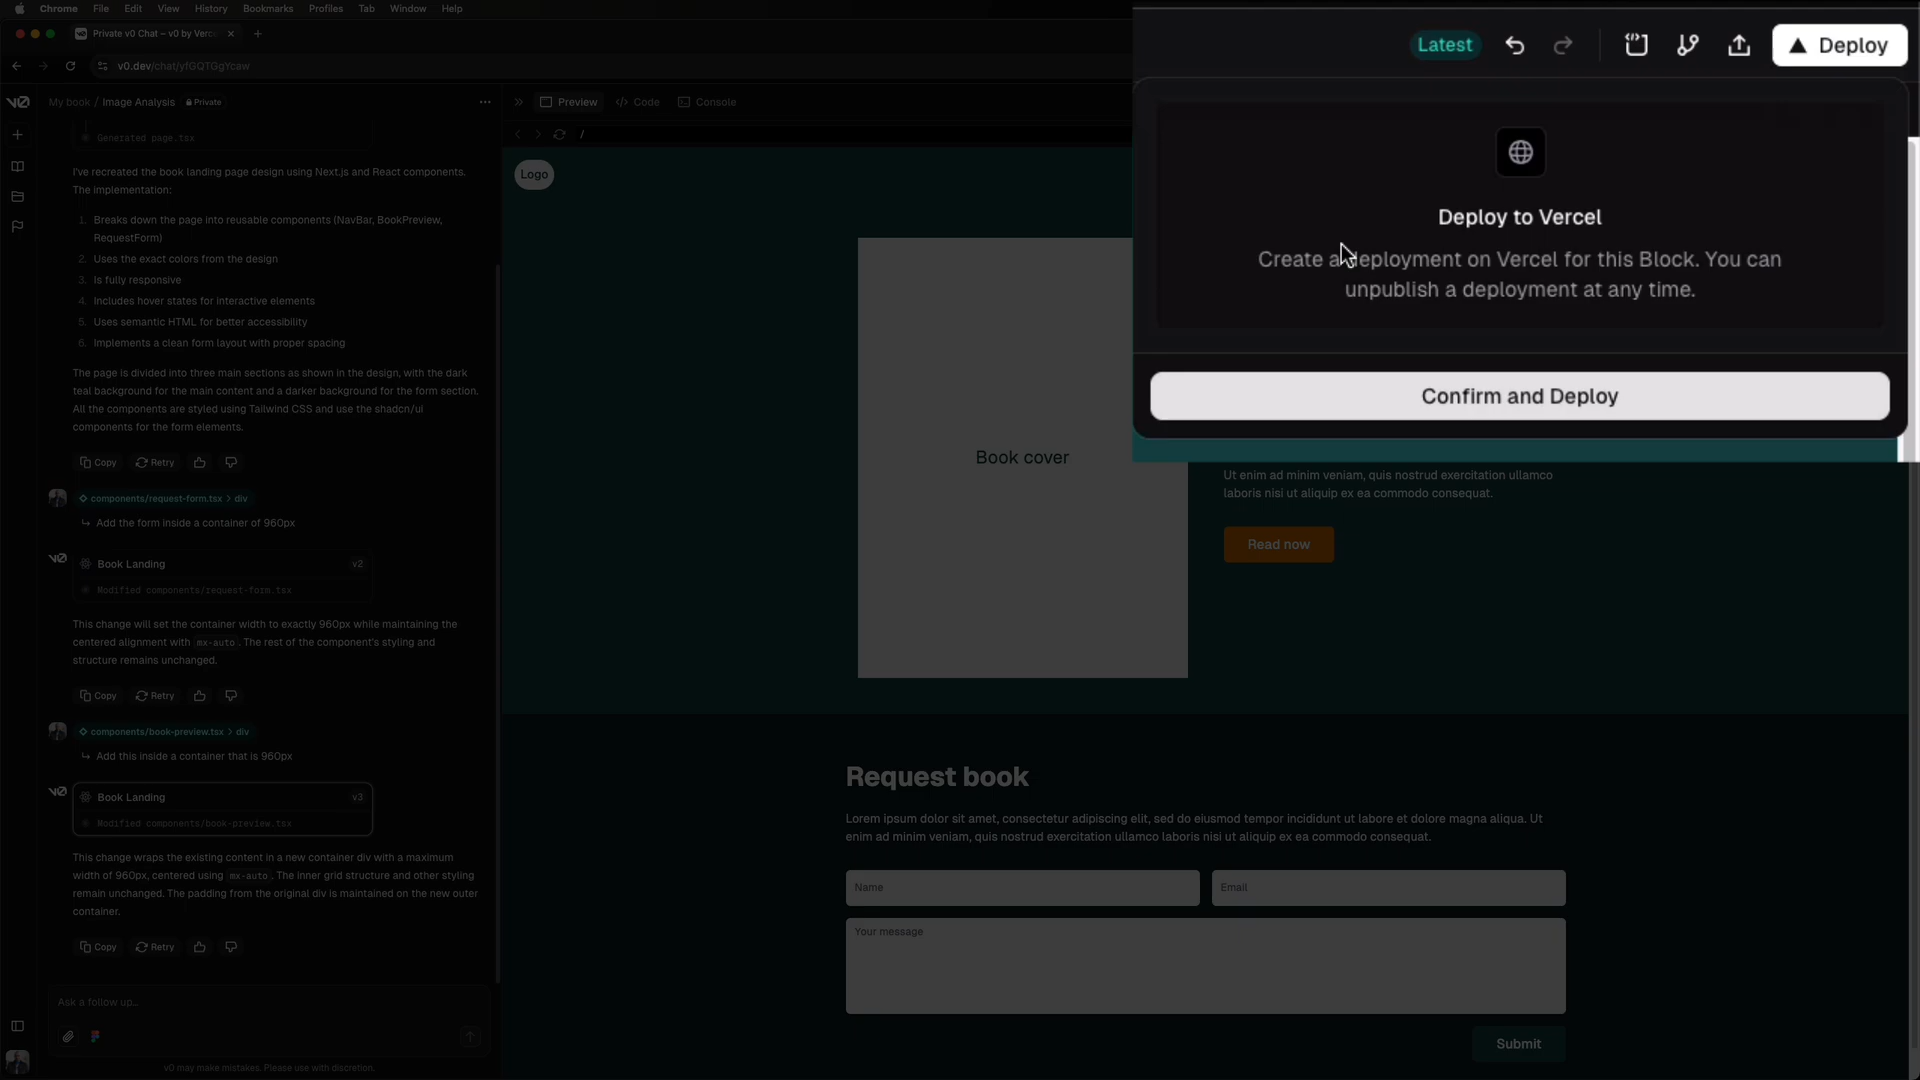 Chrome File Edit View History Bookmarks Profiles Tab Window Help
Private v0 Chat – v0 by Verce
v0.dev/chat/yfGQTGgYcaw
My book / Image Analysis Private
Preview Code Console
/
Generated page.tsx
I've recreated the book landing page design using Next.js and React components.
The implementation:
1. Breaks down the page into reusable components (NavBar, BookPreview,
RequestForm)
2. Uses the exact colors from the design
3. Is fully responsive
4. Includes hover states for interactive elements
5. Uses semantic HTML for better accessibility
6. Implements a clean form layout with proper spacing
The page is divided into three main sections as shown in the design, with the dark
teal background for the main content and a darker background for the form section.
All the components are styled using Tailwind CSS and use the shadcn/ui
components for the form elements.
Copy Retry
components/request-form.tsx > div
Add the form inside a container of 960px
v0
Book Landing v2
Modified components/request-form.tsx
This change will set the container width to exactly 960px while maintaining the
centered alignment with mx-auto. The rest of the component's styling and
structure remains unchanged.
Copy Retry
components/book-preview.tsx > div
Add this inside a container that is 960px
v0
Book Landing v3
Modified components/book-preview.tsx
This change wraps the existing content in a new container div with a maximum
width of 960px, centered using mx-auto. The inner grid structure and other styling
remain unchanged. The padding from the original div is maintained on the new outer
container.
Copy Retry
Ask a follow up...
v0 may make mistakes. Please use with discretion.
Latest
Deploy
Deploy to Vercel
Create a deployment on Vercel for this Block. You can
unpublish a deployment at any time.
Confirm and Deploy
Logo
Book cover
Ut enim ad minim veniam, quis nostrud exercitation ullamco
laboris nisi ut aliquip ex ea commodo consequat.
Read now
Request book
Lorem ipsum dolor sit amet, consectetur adipiscing elit, sed do eiusmod tempor incididunt ut labore et dolore magna aliqua. Ut
enim ad minim veniam, quis nostrud exercitation ullamco laboris nisi ut aliquip ex ea commodo consequat.
Name
Email
Your message
Submit